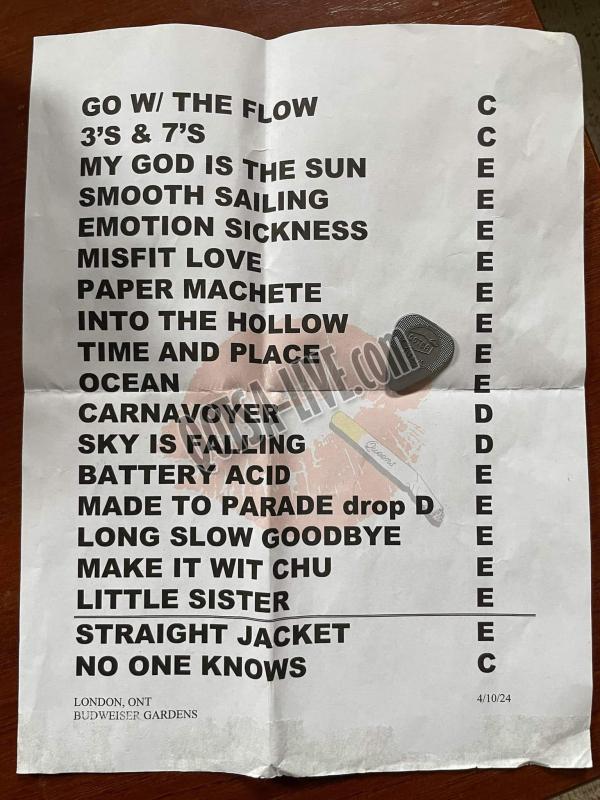 GO W/ THE FLOW C
3'S & 7'S C
MY GOD IS THE SUN E
SMOOTH SAILING E
EMOTION SICKNESS E
MISFIT LOVE E
PAPER MACHETE E
INTO THE HOLLOW E
TIME AND PLACE E
OCEAN E
CARNAVOYER D
SKY IS FALLING D
BATTERY ACID E
MADE TO PARADE drop D E
LONG SLOW GOODBYE E
MAKE IT WIT CHU E
LITTLE SISTER E
STRAIGHT JACKET E
NO ONE KNOWS C
LONDON, ONT 4/10/24
BUDWEISER GARDENS
QOTSA-LIVE.com
Queens